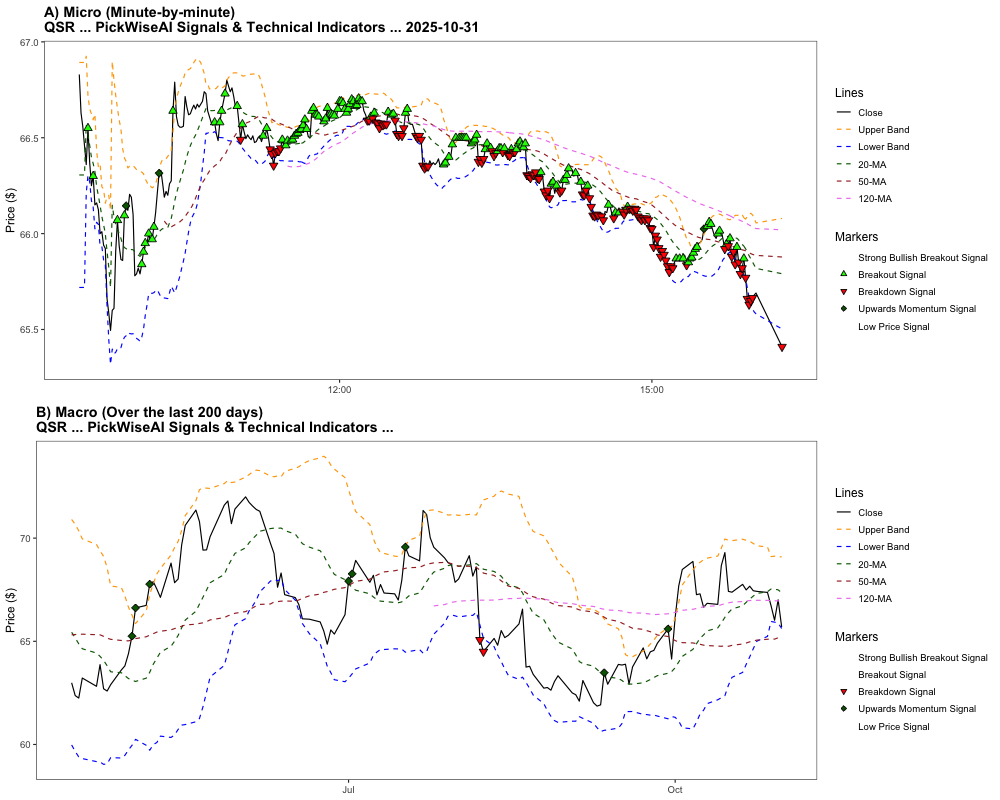 A) Micro (Minute-by-minute)
QSR ... PickWiseAI Signals & Technical Indicators ... 2025-10-31
Price ($)
67.0
66.5
66.0
65.5
12:00
15:00
Lines
Close
Upper Band
Lower Band
20-MA
50-MA
120-MA
Markers
Strong Bullish Breakout Signal
Breakout Signal
Breakdown Signal
Upwards Momentum Signal
Low Price Signal
B) Macro (Over the last 200 days)
QSR ... PickWiseAI Signals & Technical Indicators ...
Price ($)
70
65
60
Jul
Oct
Lines
Close
Upper Band
Lower Band
20-MA
50-MA
120-MA
Markers
Strong Bullish Breakout Signal
Breakout Signal
Breakdown Signal
Upwards Momentum Signal
Low Price Signal